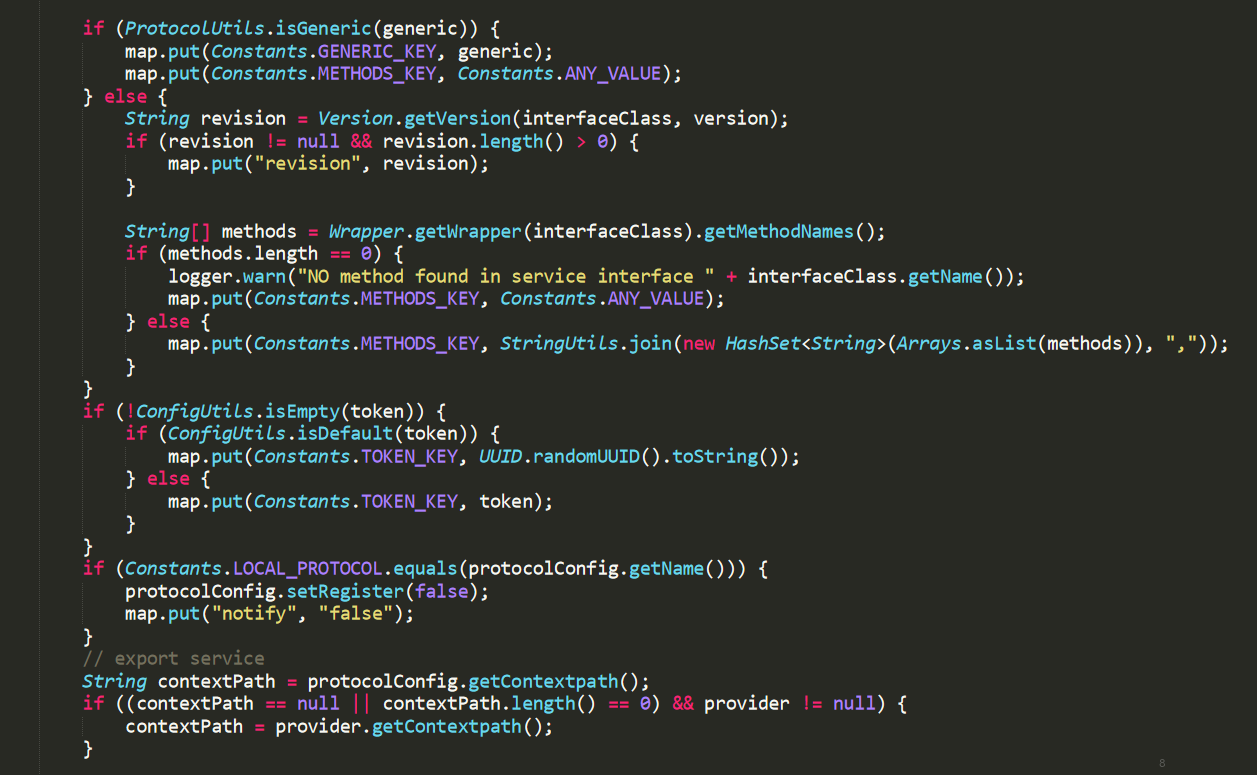 if (ProtocolUtils.isGeneric(generic)) {
    map.put(Constants.GENERIC_KEY, generic);
    map.put(Constants.METHODS_KEY, Constants.ANY_VALUE);
} else {
    String revision = Version.getVersion(interfaceClass, version);
    if (revision != null && revision.length() > 0) {
        map.put("revision", revision);
    }

    String[] methods = Wrapper.getWrapper(interfaceClass).getMethodNames();
    if (methods.length == 0) {
        logger.warn("NO method found in service interface " + interfaceClass.getName());
        map.put(Constants.METHODS_KEY, Constants.ANY_VALUE);
    } else {
        map.put(Constants.METHODS_KEY, StringUtils.join(new HashSet<String>(Arrays.asList(methods)), ","));
    }
}
if (!ConfigUtils.isEmpty(token)) {
    if (ConfigUtils.isDefault(token)) {
        map.put(Constants.TOKEN_KEY, UUID.randomUUID().toString());
    } else {
        map.put(Constants.TOKEN_KEY, token);
    }
}
if (Constants.LOCAL_PROTOCOL.equals(protocolConfig.getName())) {
    protocolConfig.setRegister(false);
    map.put("notify", "false");
}
// export service
String contextPath = protocolConfig.getContextpath();
if ((contextPath == null || contextPath.length() == 0) && provider != null) {
    contextPath = provider.getContextpath();
}
8